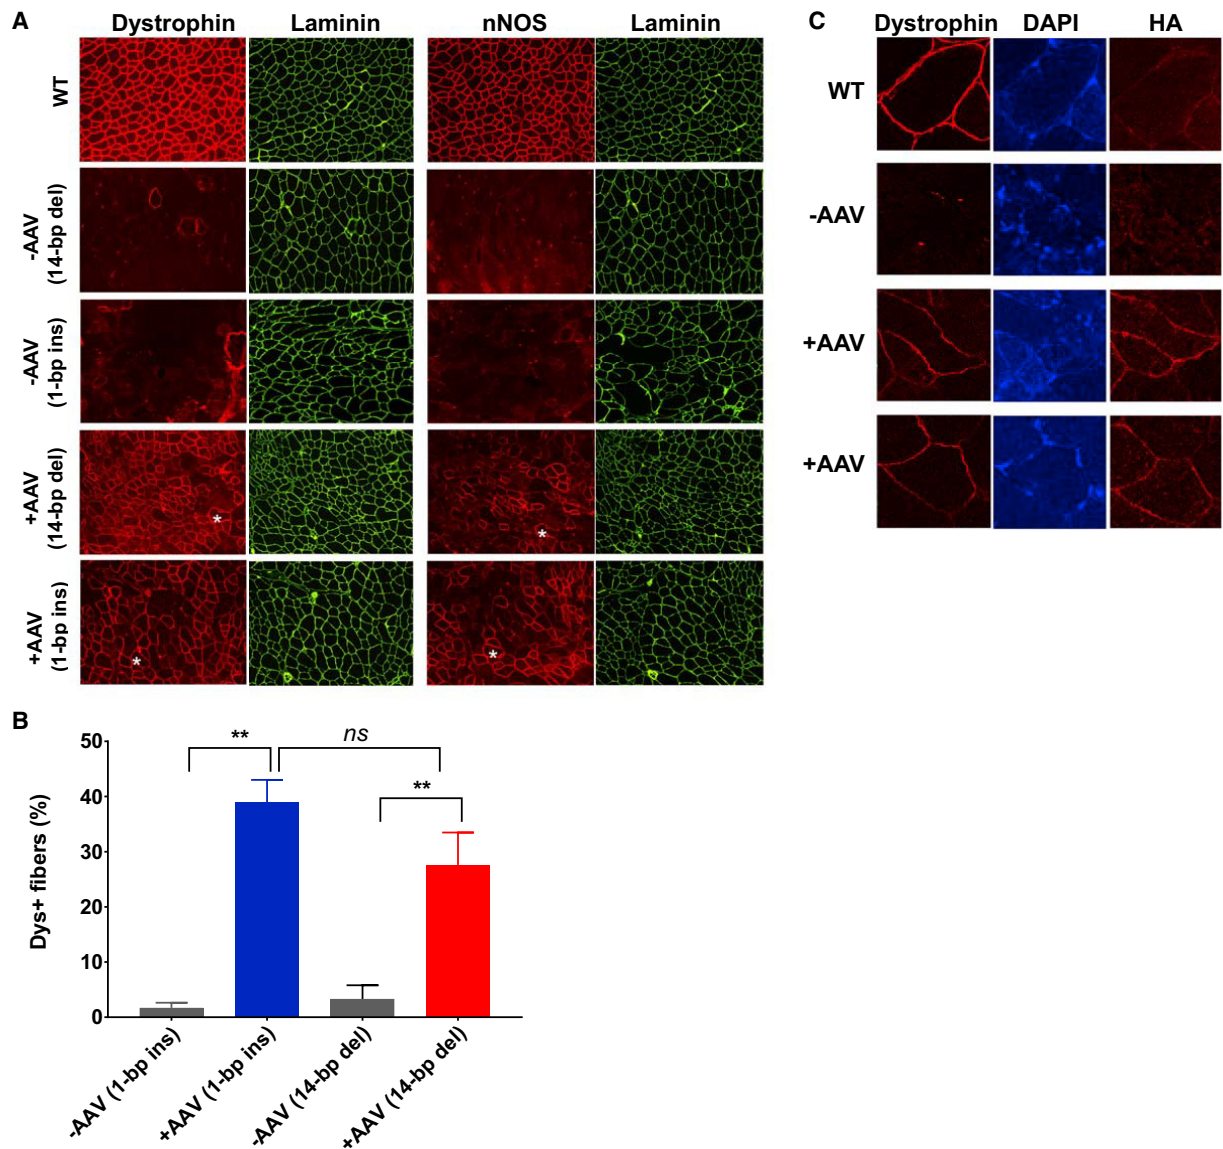 A
Dystrophin Laminin nNOS Laminin
WT
-AAV
(14-bp del)
-AAV
(1-bp ins)
+AAV
(14-bp del)
*
*
+AAV
(1-bp ins)
*
*
C
Dystrophin DAPI HA
WT
-AAV
+AAV
+AAV
B
Dys+ fibers (%)
50
40
30
20
10
0
** ns
**
-AAV (1-bp ins)
+AAV (1-bp ins)
-AAV (14-bp del)
+AAV (14-bp del)